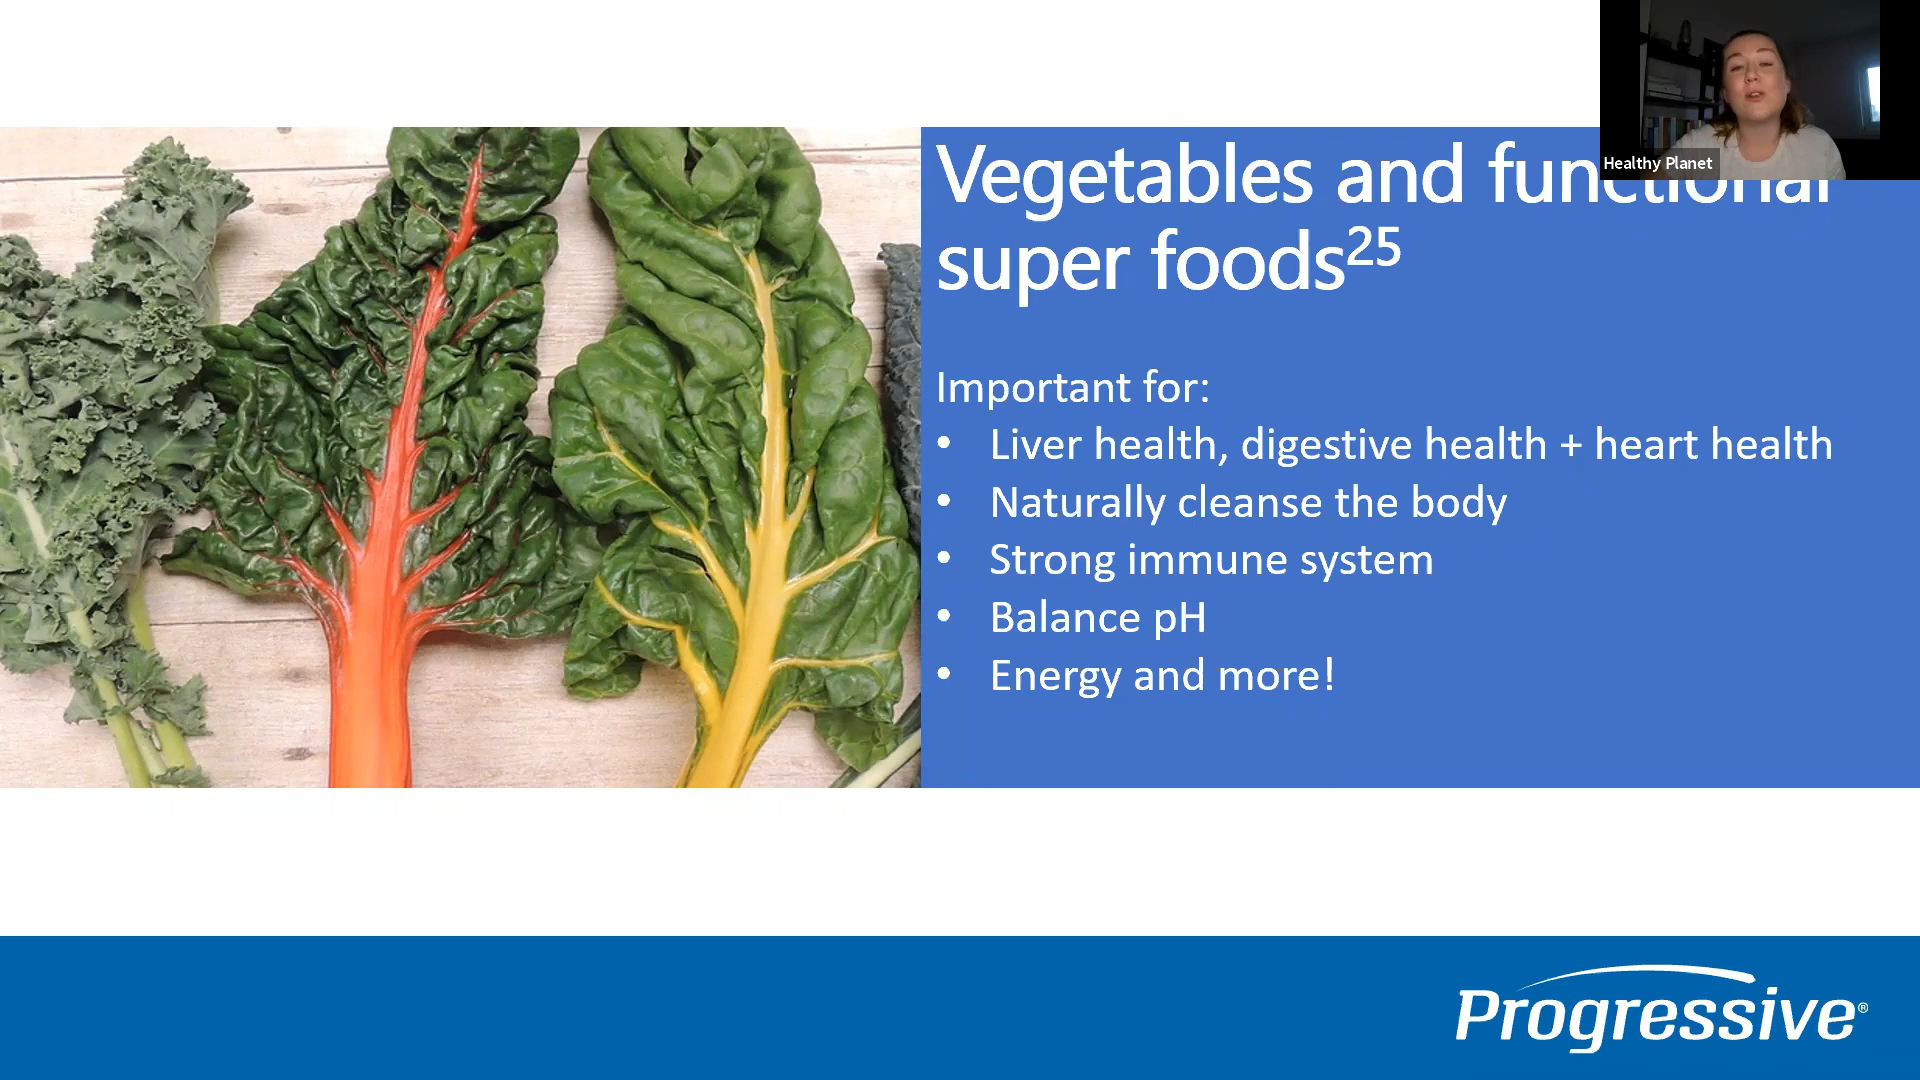 Healthy Planet
Vegetables and functional
super foods25
Important for:
• Liver health, digestive health + heart health
• Naturally cleanse the body
• Strong immune system
• Balance pH
• Energy and more!
Progressive®